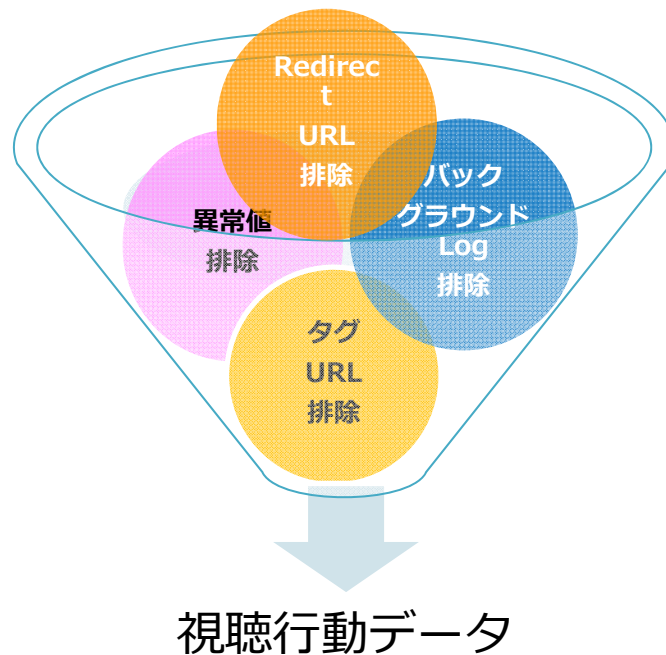 Redirec
t
URL
排除
バック
グラウンド
Log
排除
異常値
排除
タグ
URL
排除
視聴行動データ